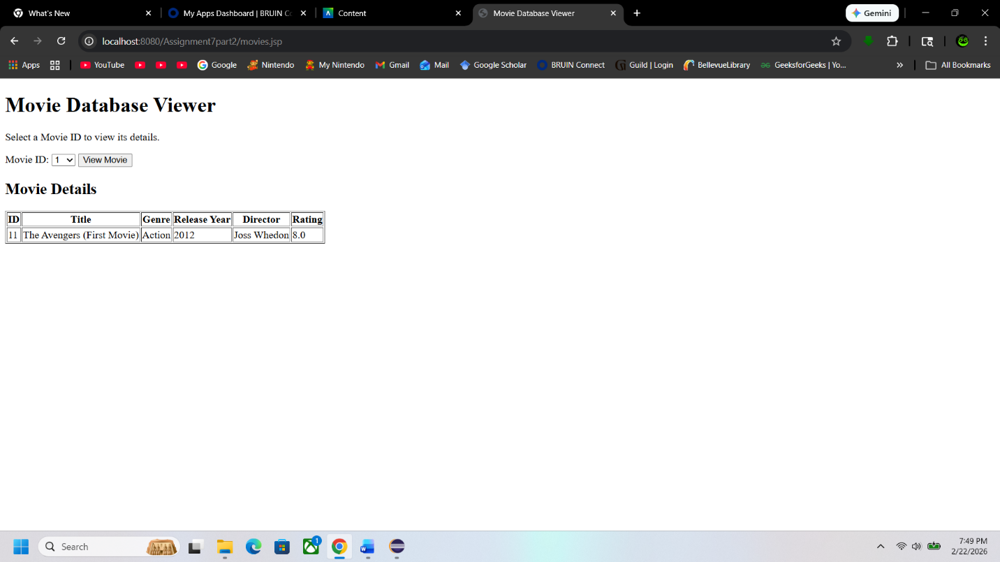 What's New
My Apps Dashboard | BRUIN Co
Content
Movie Database Viewer
Gemini
localhost:8080/Assignment7part2/movies.jsp
Apps YouTube Google Nintendo My Nintendo Gmail Mail Google Scholar BRUIN Connect Guild | Login BellevueLibrary GeeksforGeeks | Yo... » All Bookmarks
Movie Database Viewer
Select a Movie ID to view its details.
Movie ID: 1 View Movie
Movie Details
ID Title Genre Release Year Director Rating
11 The Avengers (First Movie) Action 2012 Joss Whedon 8.0
Search
1
7:49 PM
2/22/2026